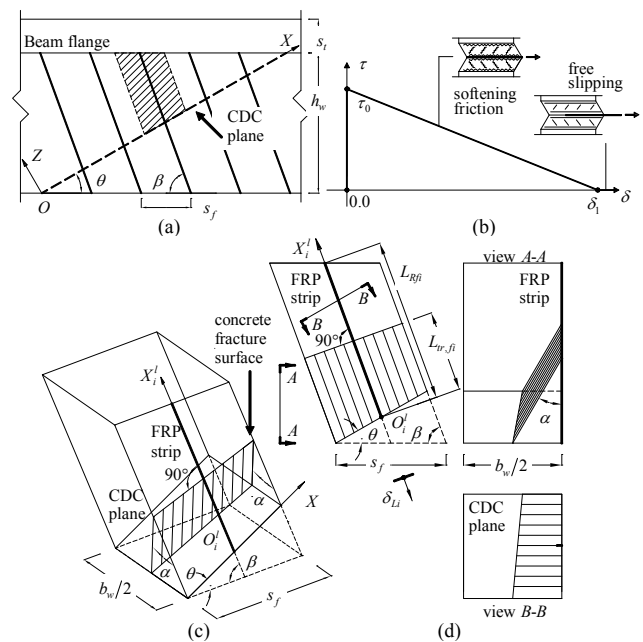 Beam flange
X
s_t
h_w
CDC
plane
Z
θ
β
O
s_f
(a)
τ
τ_0
softening
friction
free
slipping
0.0
δ_1
δ
(b)
X_i^l
FRP
strip
L_Rfi
B
B
90°
L_tr,fi
A
A
O_i^l
θ
β
s_f
δ_Li
view A-A
FRP
strip
α
b_w/2
CDC
plane
view B-B
(d)
concrete
fracture
surface
X_i^l
FRP
strip
90°
CDC
plane
X
α
O_i^l
α
θ
β
b_w/2
s_f
(c)